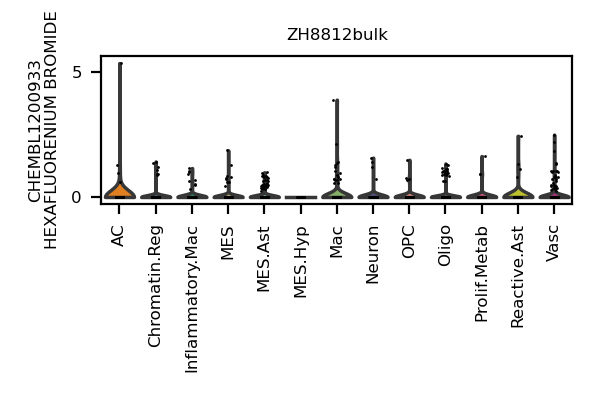 ZH8812bulk
CHEMBL1200933
HEXAFLUORENIUM BROMIDE
5
0
AC
Chromatin.Reg
Inflammatory.Mac
MES
MES.Ast
MES.Hyp
Mac
Neuron
OPC
Oligo
Prolif.Metab
Reactive.Ast
Vasc